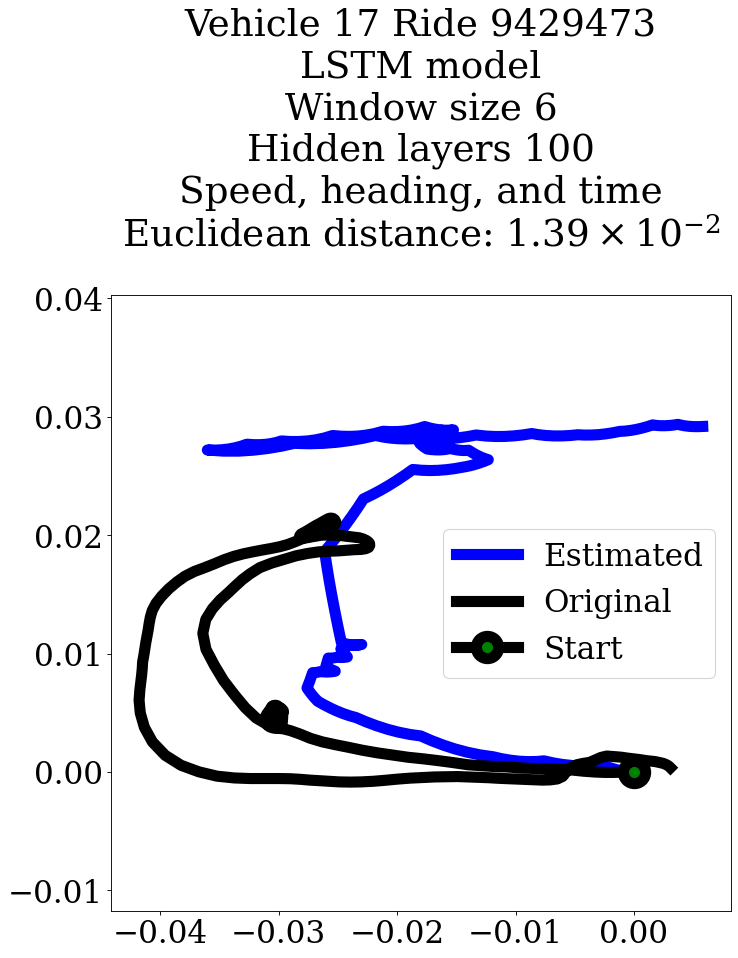 Vehicle 17 Ride 9429473
LSTM model
Window size 6
Hidden layers 100
Speed, heading, and time
Euclidean distance: 1.39 × 10⁻²
0.04
0.03
0.02
0.01
0.00
−0.01
Estimated
Original
Start
−0.04 −0.03 −0.02 −0.01 0.00